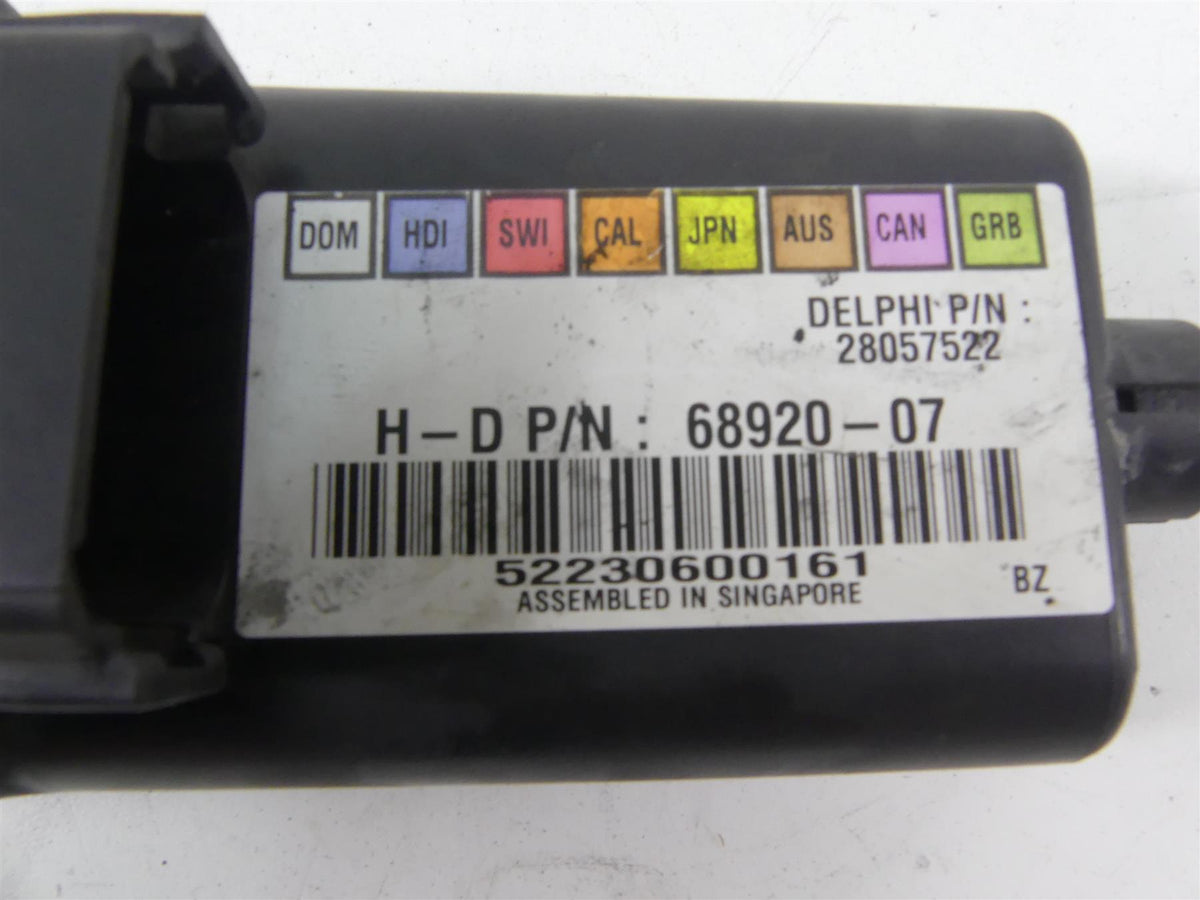 DOM HDI SWI CAL JPN AUS CAN GRB
DELPHI P/N :
28057522
H-D P/N : 68920-07
52230600161
ASSEMBLED IN SINGAPORE
BZ